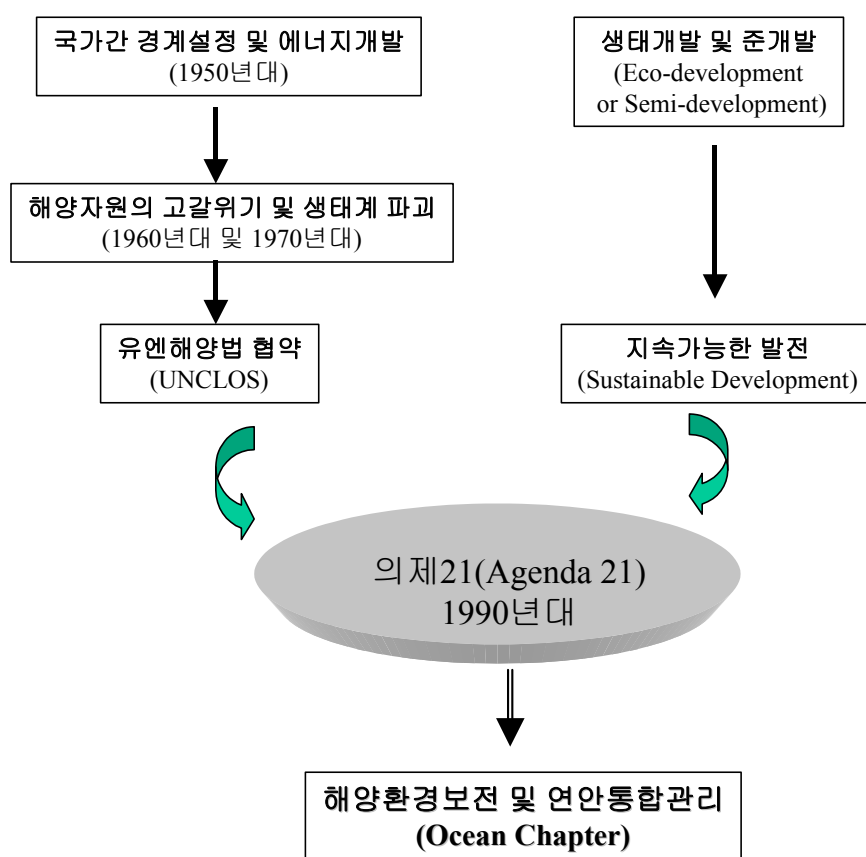 국가간 경계설정 및 에너지개발
(1950년대)
생태개발 및 준개발
(Eco-development
or Semi-development)
해양자원의 고갈위기 및 생태계 파괴
(1960년대 및 1970년대)
유엔해양법 협약
(UNCLOS)
지속가능한 발전
(Sustainable Development)
의제21(Agenda 21)
1990년대
해양환경보전 및 연안통합관리
(Ocean Chapter)